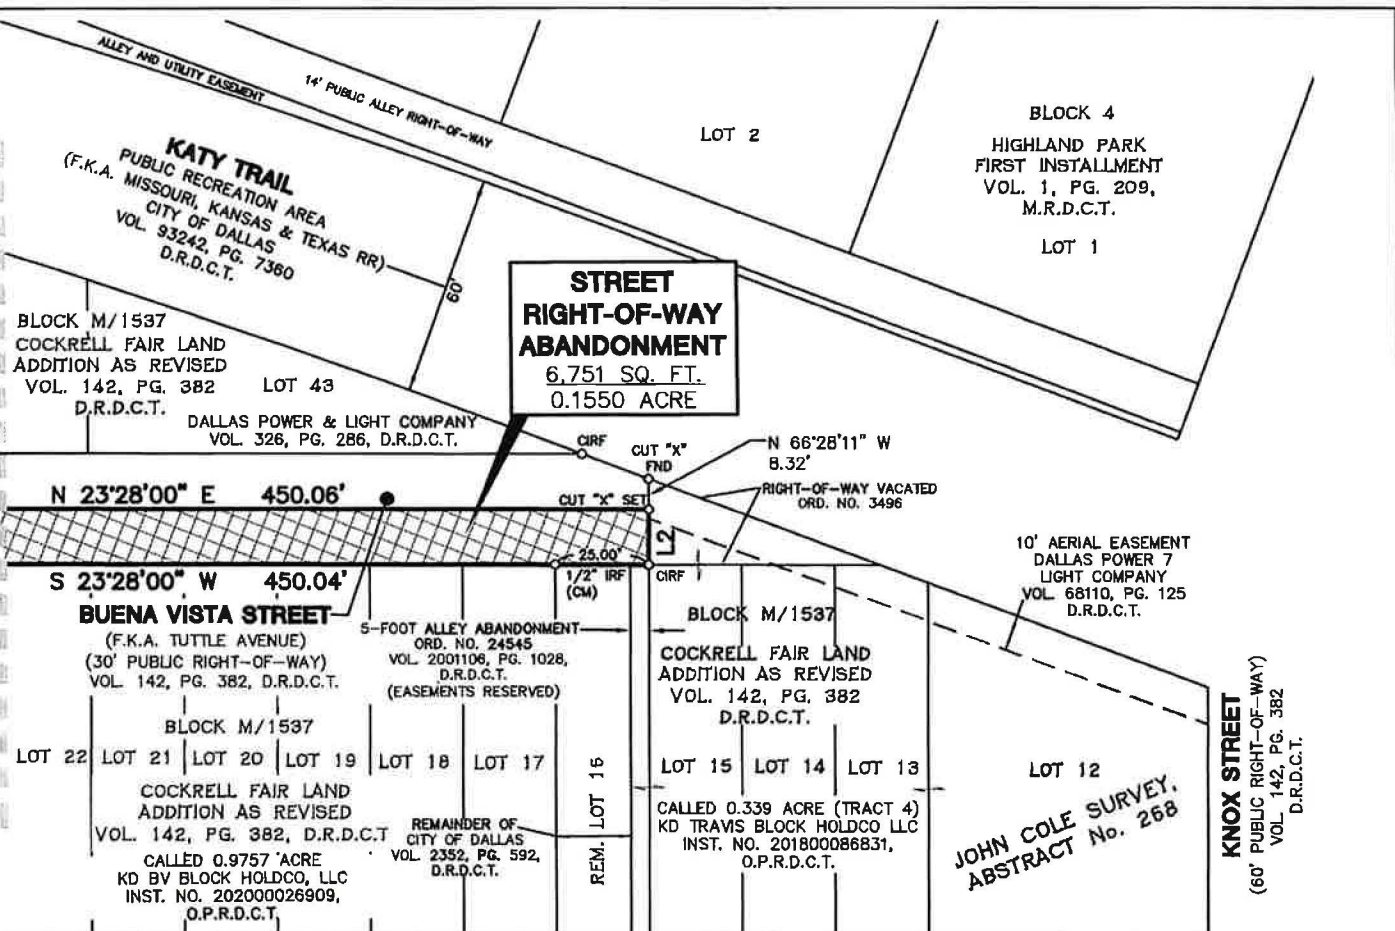 ALLEY AND UTILITY EASEMENT
14' PUBLIC ALLEY RIGHT-OF-WAY
KATY TRAIL
PUBLIC RECREATION AREA
(F.K.A. MISSOURI, KANSAS & TEXAS RR)
CITY OF DALLAS
VOL. 93242, PG. 7360
D.R.D.C.T.
60'
LOT 2
BLOCK 4
HIGHLAND PARK
FIRST INSTALLMENT
VOL. 1, PG. 209,
M.R.D.C.T.
LOT 1
STREET
RIGHT-OF-WAY
ABANDONMENT
6,751 SQ. FT.
0.1550 ACRE
BLOCK M/1537
COCKRELL FAIR LAND
ADDITION AS REVISED
VOL. 142, PG. 382
D.R.D.C.T.
LOT 43
DALLAS POWER & LIGHT COMPANY
VOL. 326, PG. 286, D.R.D.C.T.
CIRF
CUT "X"
FND
N 66°28'11" W
8.32'
RIGHT-OF-WAY VACATED
ORD. NO. 3496
N 23°28'00" E 450.06'
CUT "X" SET
L2
25.00'
S 23°28'00" W 450.04'
1/2" IRF
(CM)
CIRF
10' AERIAL EASEMENT
DALLAS POWER 7
LIGHT COMPANY
VOL. 68110, PG. 125
D.R.D.C.T.
BUENA VISTA STREET
(F.K.A. TUTTLE AVENUE)
(30' PUBLIC RIGHT-OF-WAY)
VOL. 142, PG. 382, D.R.D.C.T.
5-FOOT ALLEY ABANDONMENT
ORD. NO. 24545
VOL. 2001106, PG. 1028,
D.R.D.C.T.
(EASEMENTS RESERVED)
BLOCK M/1537
COCKRELL FAIR LAND
ADDITION AS REVISED
VOL. 142, PG. 382
D.R.D.C.T.
BLOCK M/1537
LOT 22
LOT 21
LOT 20
LOT 19
LOT 18
LOT 17
REM. LOT 16
LOT 15
LOT 14
LOT 13
LOT 12
COCKRELL FAIR LAND
ADDITION AS REVISED
VOL. 142, PG. 382, D.R.D.C.T
CALLED 0.9757 ACRE
KD BV BLOCK HOLDCO, LLC
INST. NO. 202000026909,
O.P.R.D.C.T.
REMAINDER OF
CITY OF DALLAS
VOL. 2352, PG. 592,
D.R.D.C.T.
CALLED 0.339 ACRE (TRACT 4)
KD TRAVIS BLOCK HOLDCO LLC
INST. NO. 201800086831,
O.P.R.D.C.T.
JOHN COLE SURVEY,
ABSTRACT No. 268
KNOX STREET
(60' PUBLIC RIGHT-OF-WAY)
VOL. 142, PG. 382
D.R.D.C.T.